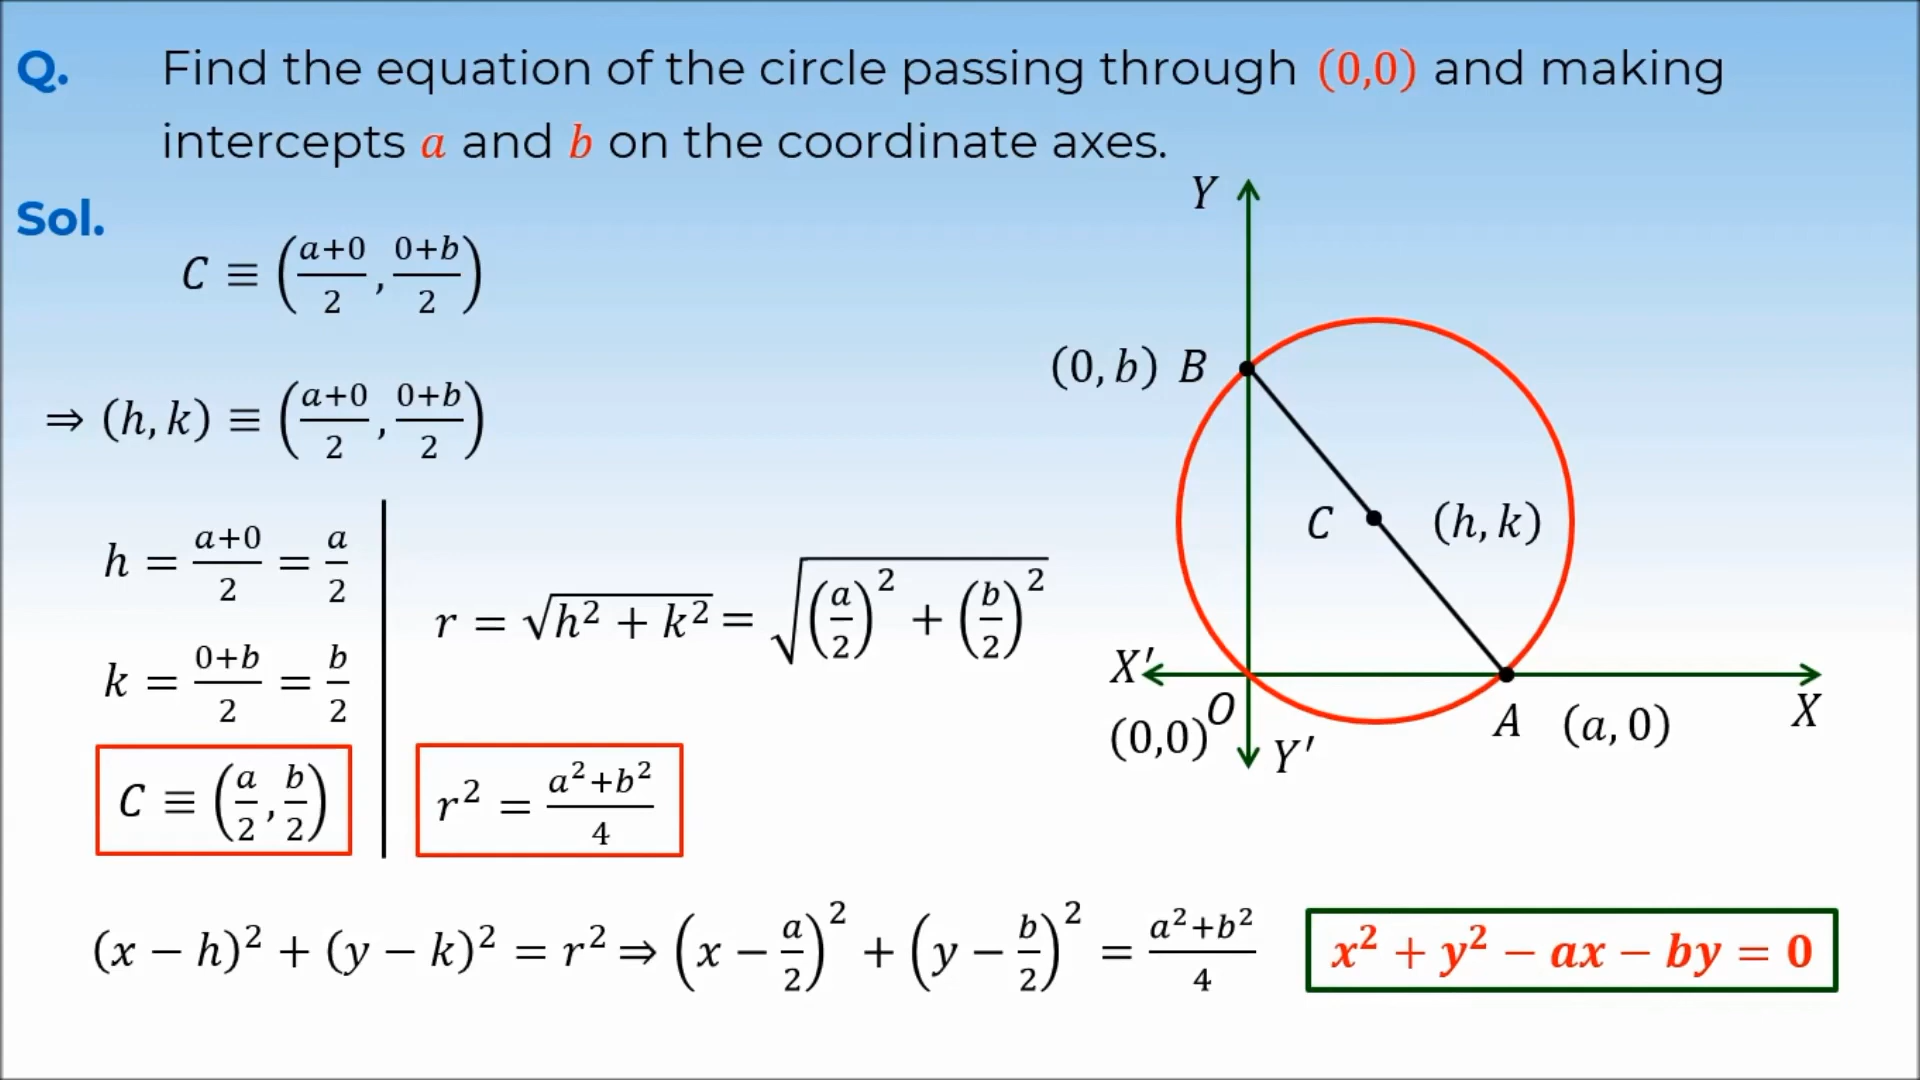 Q. Find the equation of the circle passing through (0,0) and making
intercepts a and b on the coordinate axes.
Sol.
C ≡ ((a+0)/2, (0+b)/2)
⇒ (h, k) ≡ ((a+0)/2, (0+b)/2)
h = (a+0)/2 = a/2
k = (0+b)/2 = b/2
C ≡ (a/2, b/2)
r = √(h² + k²) = √((a/2)² + (b/2)²)
r² = (a²+b²)/4
Y
(0, b) B
C (h, k)
X′
X
O
(0,0)
A (a, 0)
Y′
(x − h)² + (y − k)² = r² ⇒ (x − a/2)² + (y − b/2)² = (a²+b²)/4
x² + y² − ax − by = 0